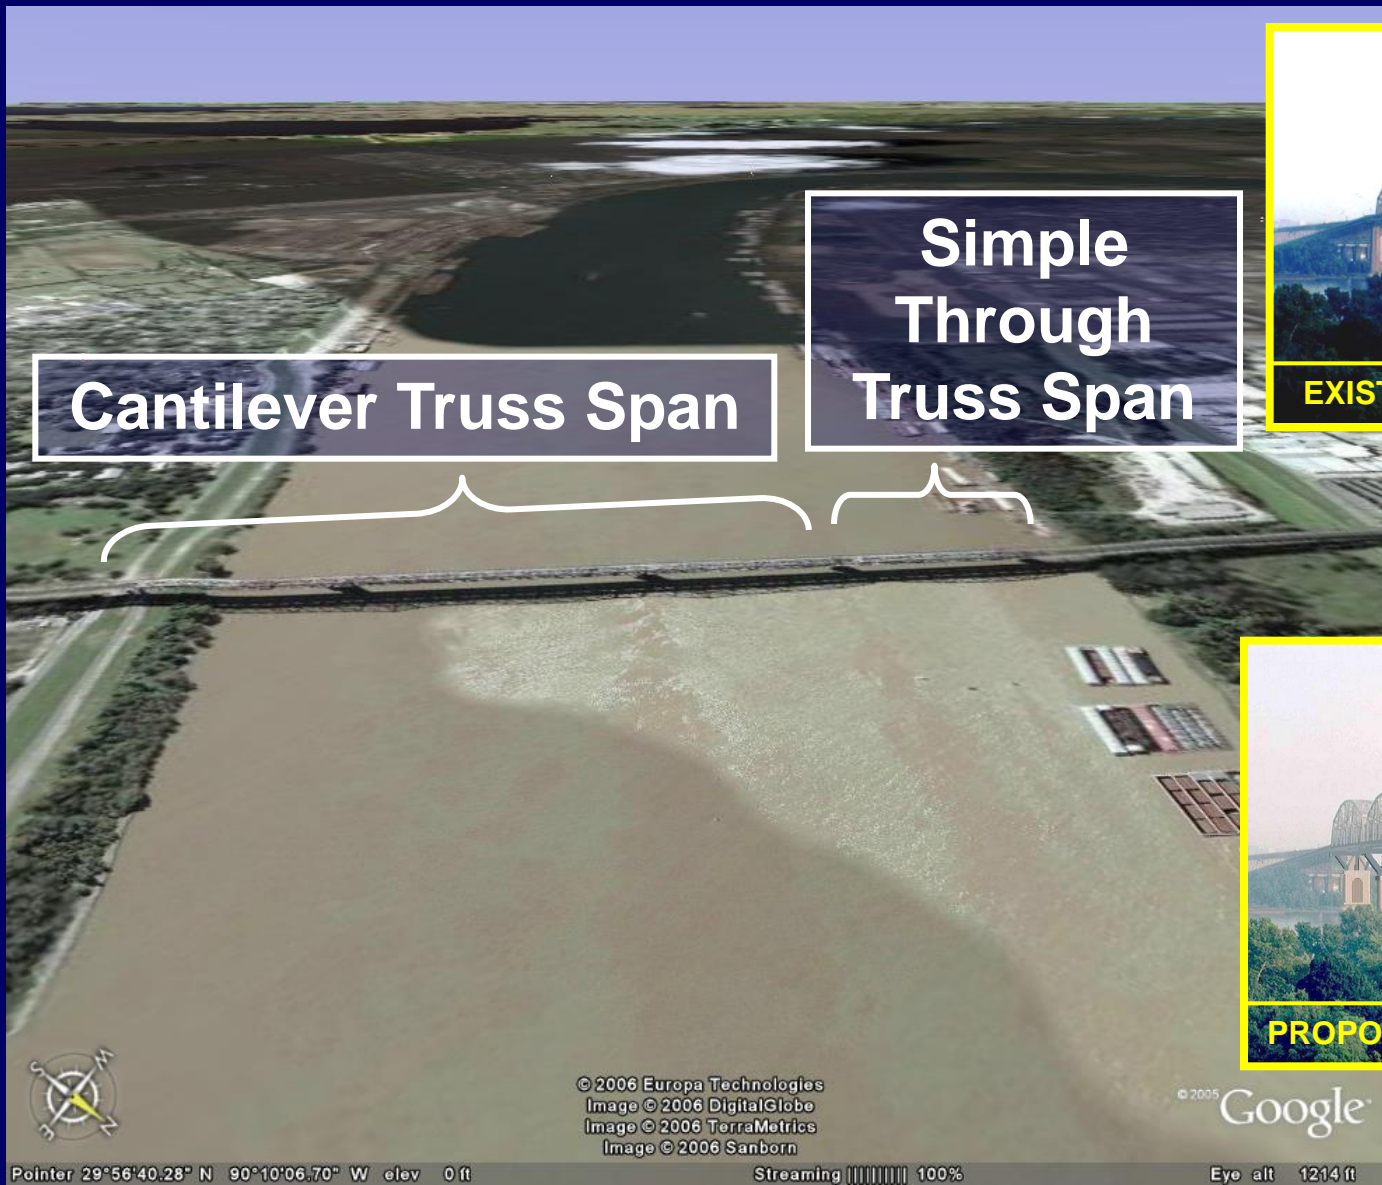 Cantilever Truss Span
Simple
Through
Truss Span
EXIST
PROPO
S
W
E
N
© 2006 Europa Technologies
Image © 2006 DigitalGlobe
Image © 2006 TerraMetrics
Image © 2006 Sanborn
© 2005 Google
Pointer 29°56'40.28" N 90°10'06.70" W elev 0 ft
Streaming |||||||||| 100%
Eye alt 1214 ft